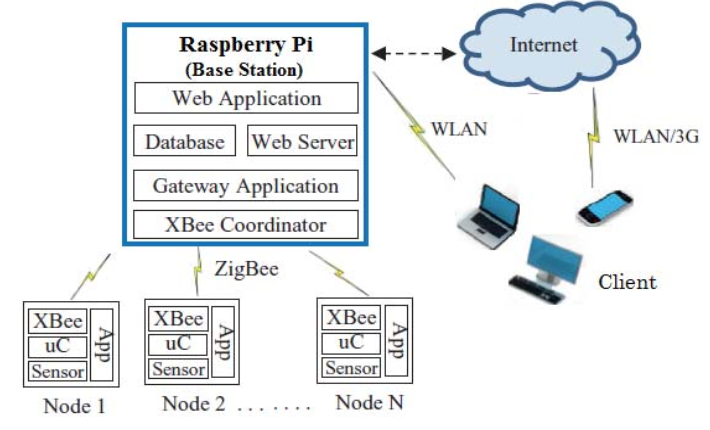 Raspberry Pi
(Base Station)
Web Application
Database
Web Server
Gateway Application
XBee Coordinator
Internet
WLAN
WLAN/3G
Client
ZigBee
XBee
uC
Sensor
App
Node 1
XBee
uC
Sensor
App
Node 2 . . . . . . .
XBee
uC
Sensor
App
Node N